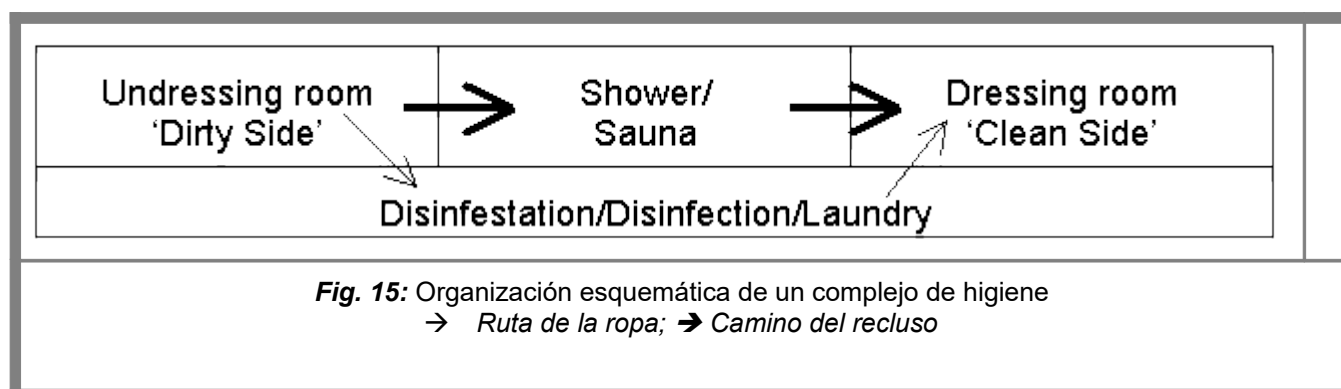 Undressing room
'Dirty Side'
Shower/
Sauna
Dressing room
'Clean Side'
Disinfestation/Disinfection/Laundry
Fig. 15: Organización esquemática de un complejo de higiene
→ Ruta de la ropa; ➔ Camino del recluso